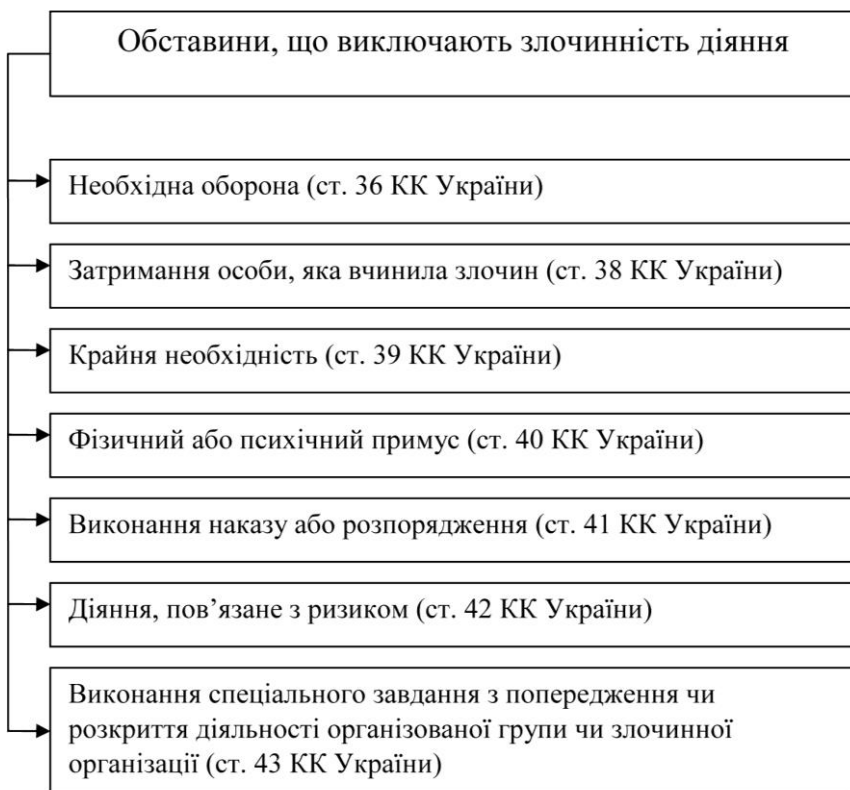 Обставини, що виключають злочинність діяння
Необхідна оборона (ст. 36 КК України)
Затримання особи, яка вчинила злочин (ст. 38 КК України)
Крайня необхідність (ст. 39 КК України)
Фізичний або психічний примус (ст. 40 КК України)
Виконання наказу або розпорядження (ст. 41 КК України)
Діяння, пов’язане з ризиком (ст. 42 КК України)
Виконання спеціального завдання з попередження чи
розкриття діяльності організованої групи чи злочинної
організації (ст. 43 КК України)